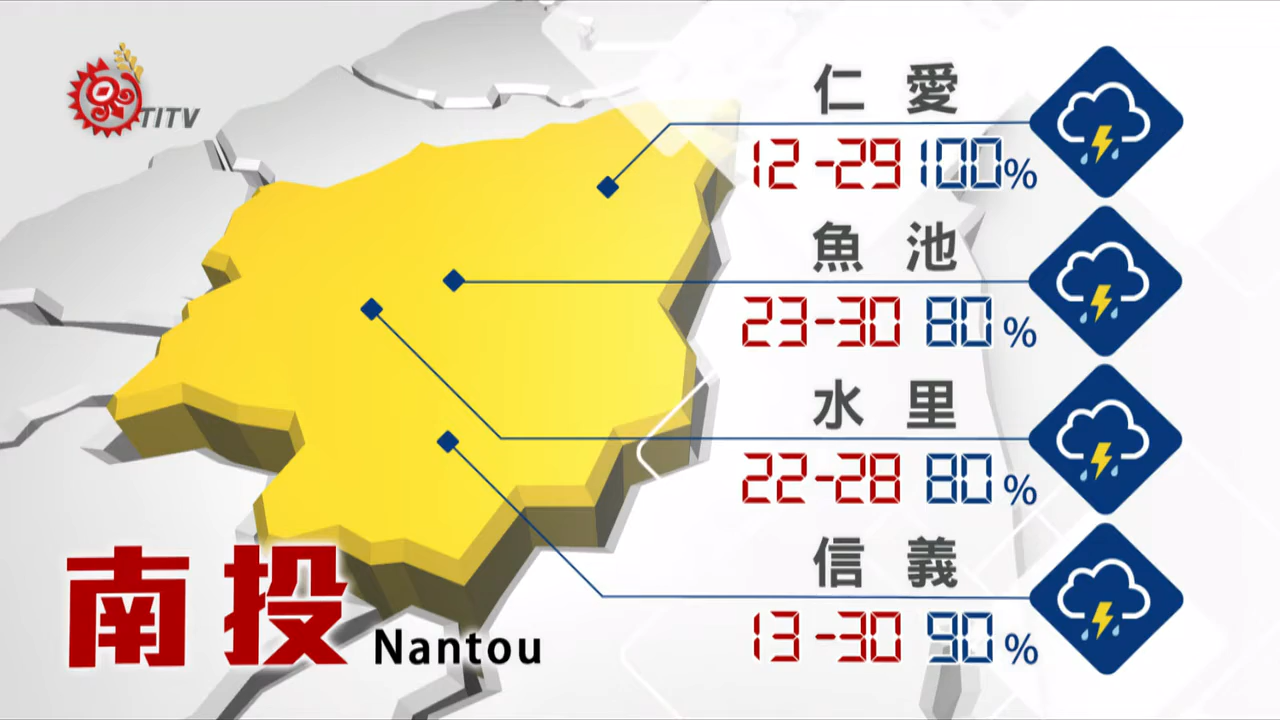 TITV
仁愛
12-29 100%
魚池
23-30 80%
水里
22-28 80%
信義
13-30 90%
南投 Nantou